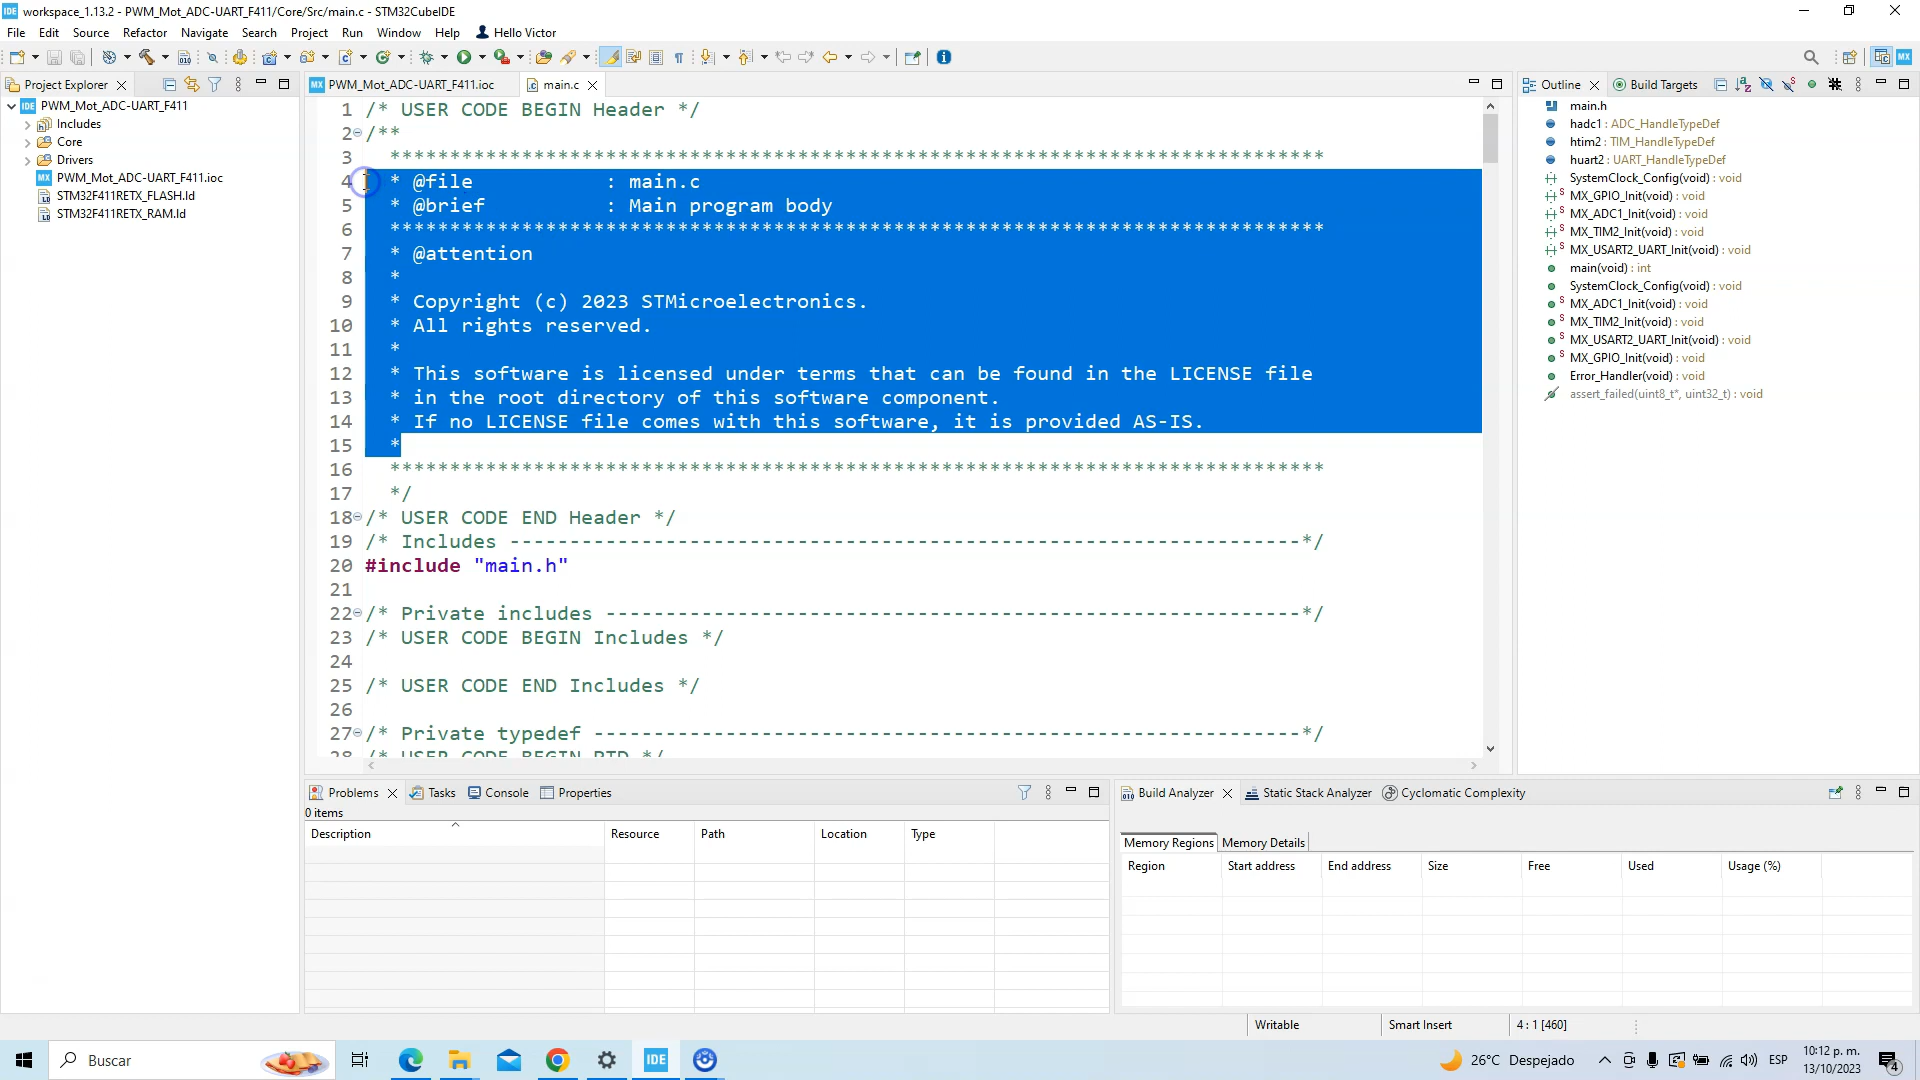 workspace_1.13.2 - PWM_Mot_ADC-UART_F411/Core/Src/main.c - STM32CubeIDE
File Edit Source Refactor Navigate Search Project Run Window Help Hello Victor
Project Explorer
PWM_Mot_ADC-UART_F411
Includes
Core
Drivers
PWM_Mot_ADC-UART_F411.ioc
STM32F411RETX_FLASH.ld
STM32F411RETX_RAM.ld
PWM_Mot_ADC-UART_F411.ioc main.c
1 /* USER CODE BEGIN Header */
2 /**
3 ******************************************************************************
4 * @file : main.c
5 * @brief : Main program body
6 ******************************************************************************
7 * @attention
8 *
9 * Copyright (c) 2023 STMicroelectronics.
10 * All rights reserved.
11 *
12 * This software is licensed under terms that can be found in the LICENSE file
13 * in the root directory of this software component.
14 * If no LICENSE file comes with this software, it is provided AS-IS.
15 *
16 ******************************************************************************
17 */
18 /* USER CODE END Header */
19 /* Includes ------------------------------------------------------------------*/
20 #include "main.h"
21
22 /* Private includes ----------------------------------------------------------*/
23 /* USER CODE BEGIN Includes */
24
25 /* USER CODE END Includes */
26
27 /* Private typedef -----------------------------------------------------------*/
28 /* USER CODE BEGIN PTD */
Outline Build Targets
main.h
hadc1 : ADC_HandleTypeDef
htim2 : TIM_HandleTypeDef
huart2 : UART_HandleTypeDef
SystemClock_Config(void) : void
MX_GPIO_Init(void) : void
MX_ADC1_Init(void) : void
MX_TIM2_Init(void) : void
MX_USART2_UART_Init(void) : void
main(void) : int
SystemClock_Config(void) : void
MX_ADC1_Init(void) : void
MX_TIM2_Init(void) : void
MX_USART2_UART_Init(void) : void
MX_GPIO_Init(void) : void
Error_Handler(void) : void
assert_failed(uint8_t*, uint32_t) : void
Problems Tasks Console Properties
0 items
Description Resource Path Location Type
Build Analyzer Static Stack Analyzer Cyclomatic Complexity
Memory Regions Memory Details
Region Start address End address Size Free Used Usage (%)
Writable Smart Insert 4 : 1 [460]
Buscar
IDE
26°C Despejado
ESP
10:12 p. m.
13/10/2023
4